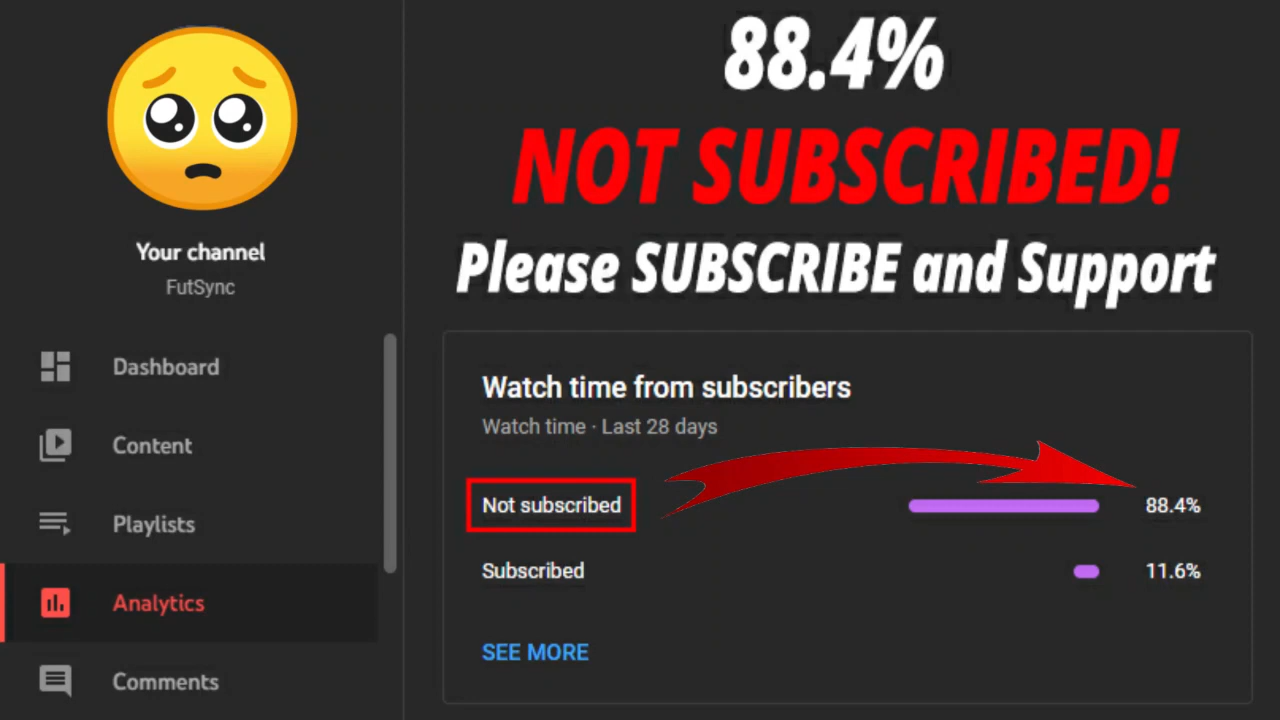 88.4%
NOT SUBSCRIBED!
Please SUBSCRIBE and Support
Your channel
FutSync
Dashboard
Content
Playlists
Analytics
Comments
Watch time from subscribers
Watch time · Last 28 days
Not subscribed 88.4%
Subscribed 11.6%
SEE MORE